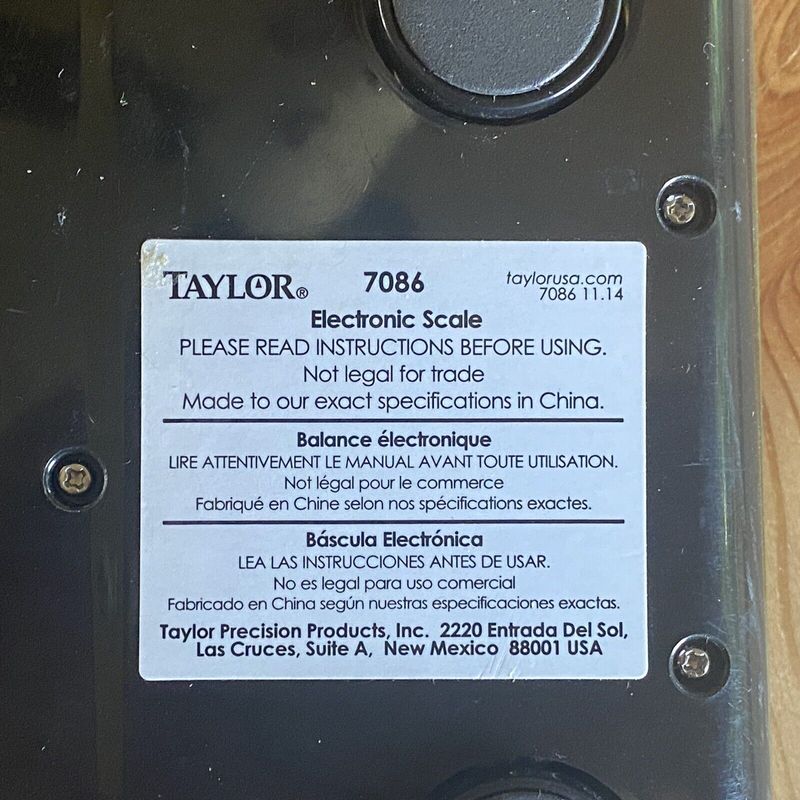 TAYLOR® 7086 taylorusa.com
7086 11.14
Electronic Scale
PLEASE READ INSTRUCTIONS BEFORE USING.
Not legal for trade
Made to our exact specifications in China.
Balance électronique
LIRE ATTENTIVEMENT LE MANUAL AVANT TOUTE UTILISATION.
Not légal pour le commerce
Fabriqué en Chine selon nos spécifications exactes.
Báscula Electrónica
LEA LAS INSTRUCCIONES ANTES DE USAR.
No es legal para uso comercial
Fabricado en China según nuestras especificaciones exactas.
Taylor Precision Products, Inc. 2220 Entrada Del Sol,
Las Cruces, Suite A, New Mexico 88001 USA